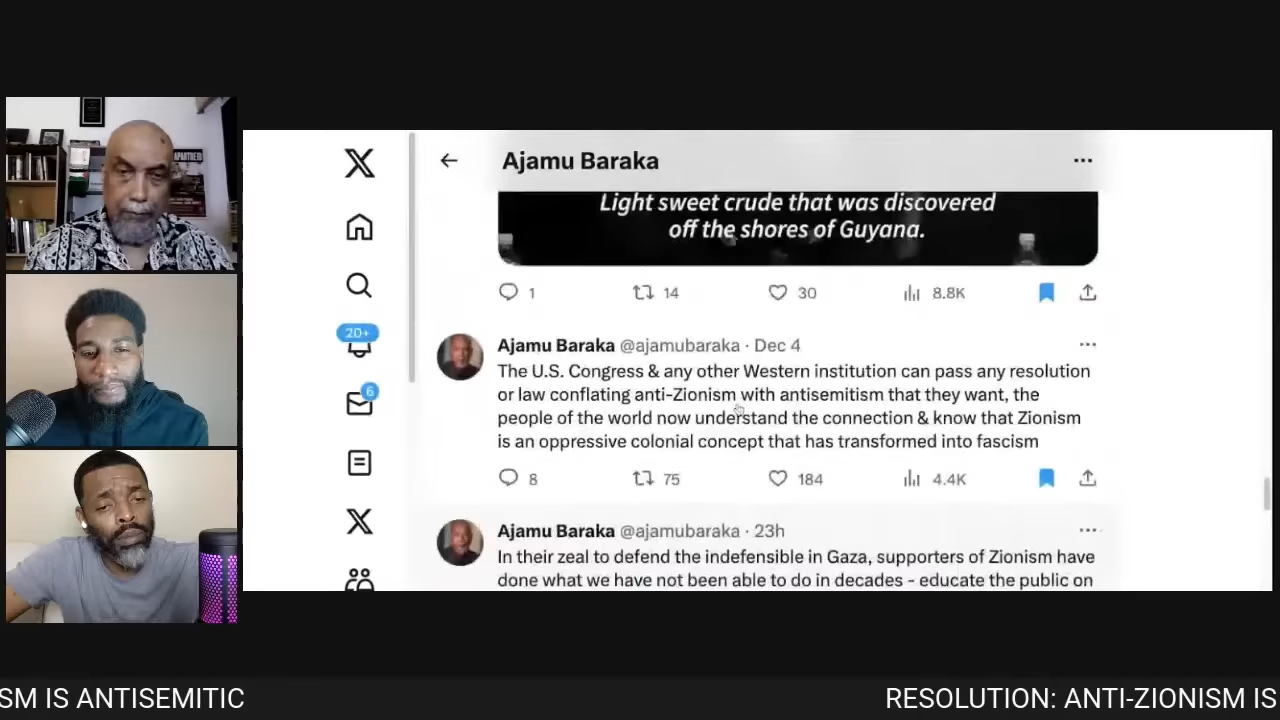 APARTHEID
Ajamu Baraka
Light sweet crude that was discovered
off the shores of Guyana.
1 14 30 8.8K
20+
Ajamu Baraka @ajamubaraka · Dec 4
The U.S. Congress & any other Western institution can pass any resolution
or law conflating anti-Zionism with antisemitism that they want, the
6
people of the world now understand the connection & know that Zionism
is an oppressive colonial concept that has transformed into fascism
8 75 184 4.4K
Ajamu Baraka @ajamubaraka · 23h
In their zeal to defend the indefensible in Gaza, supporters of Zionism have
done what we have not been able to do in decades - educate the public on
SM IS ANTISEMITIC RESOLUTION: ANTI-ZIONISM IS